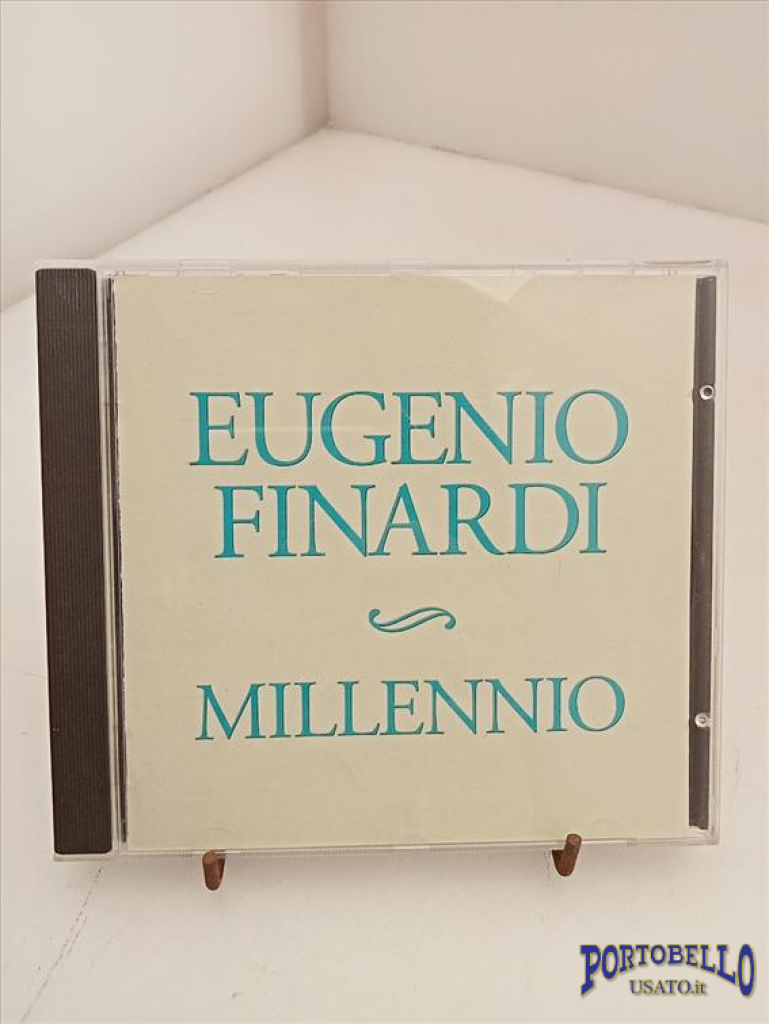 EUGENIO
FINARDI
MILLENNIO
PORTOBELLO
USATO.it